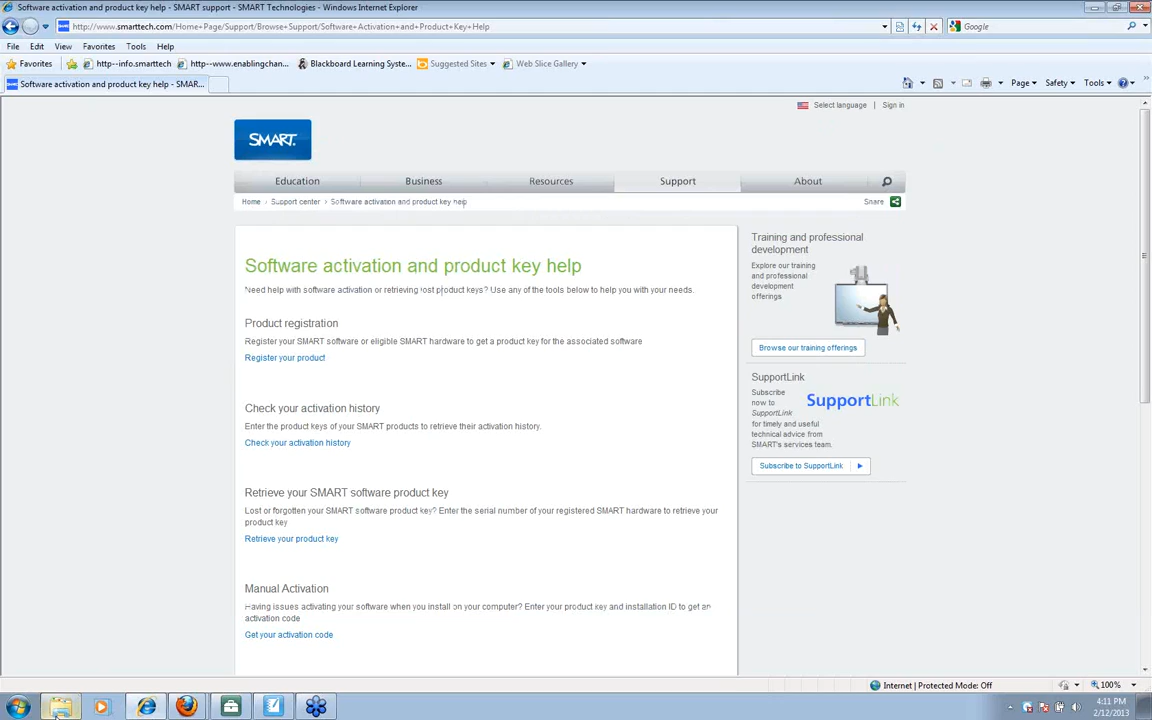 Software activation and product key help - SMART support - SMART Technologies - Windows Internet Explorer
http://www.smarttech.com/Home+Page/Support/Browse+Support/Software+Activation+and+Product+Key+Help
Google
File Edit View Favorites Tools Help
Favorites http--info.smarttech http--www.enablingchan... Blackboard Learning Syste... Suggested Sites Web Slice Gallery
Software activation and product key help - SMAR... Page Safety Tools
Select language | Sign in
SMART
Education Business Resources Support About
Home › Support center › Software activation and product key help Share
Software activation and product key help
Need help with software activation or retrieving lost product keys? Use any of the tools below to help you with your needs.
Product registration
Register your SMART software or eligible SMART hardware to get a product key for the associated software
Register your product
Check your activation history
Enter the product keys of your SMART products to retrieve their activation history.
Check your activation history
Retrieve your SMART software product key
Lost or forgotten your SMART software product key? Enter the serial number of your registered SMART hardware to retrieve your
product key
Retrieve your product key
Manual Activation
Having issues activating your software when you install on your computer? Enter your product key and installation ID to get an
activation code
Get your activation code
Training and professional
development
Explore our training
and professional
development
offerings
Browse our training offerings
SupportLink
Subscribe
now to
SupportLink
for timely and useful
technical advice from
SMART's services team.
SupportLink
Subscribe to SupportLink
Internet | Protected Mode: Off 100%
4:11 PM
2/12/2013